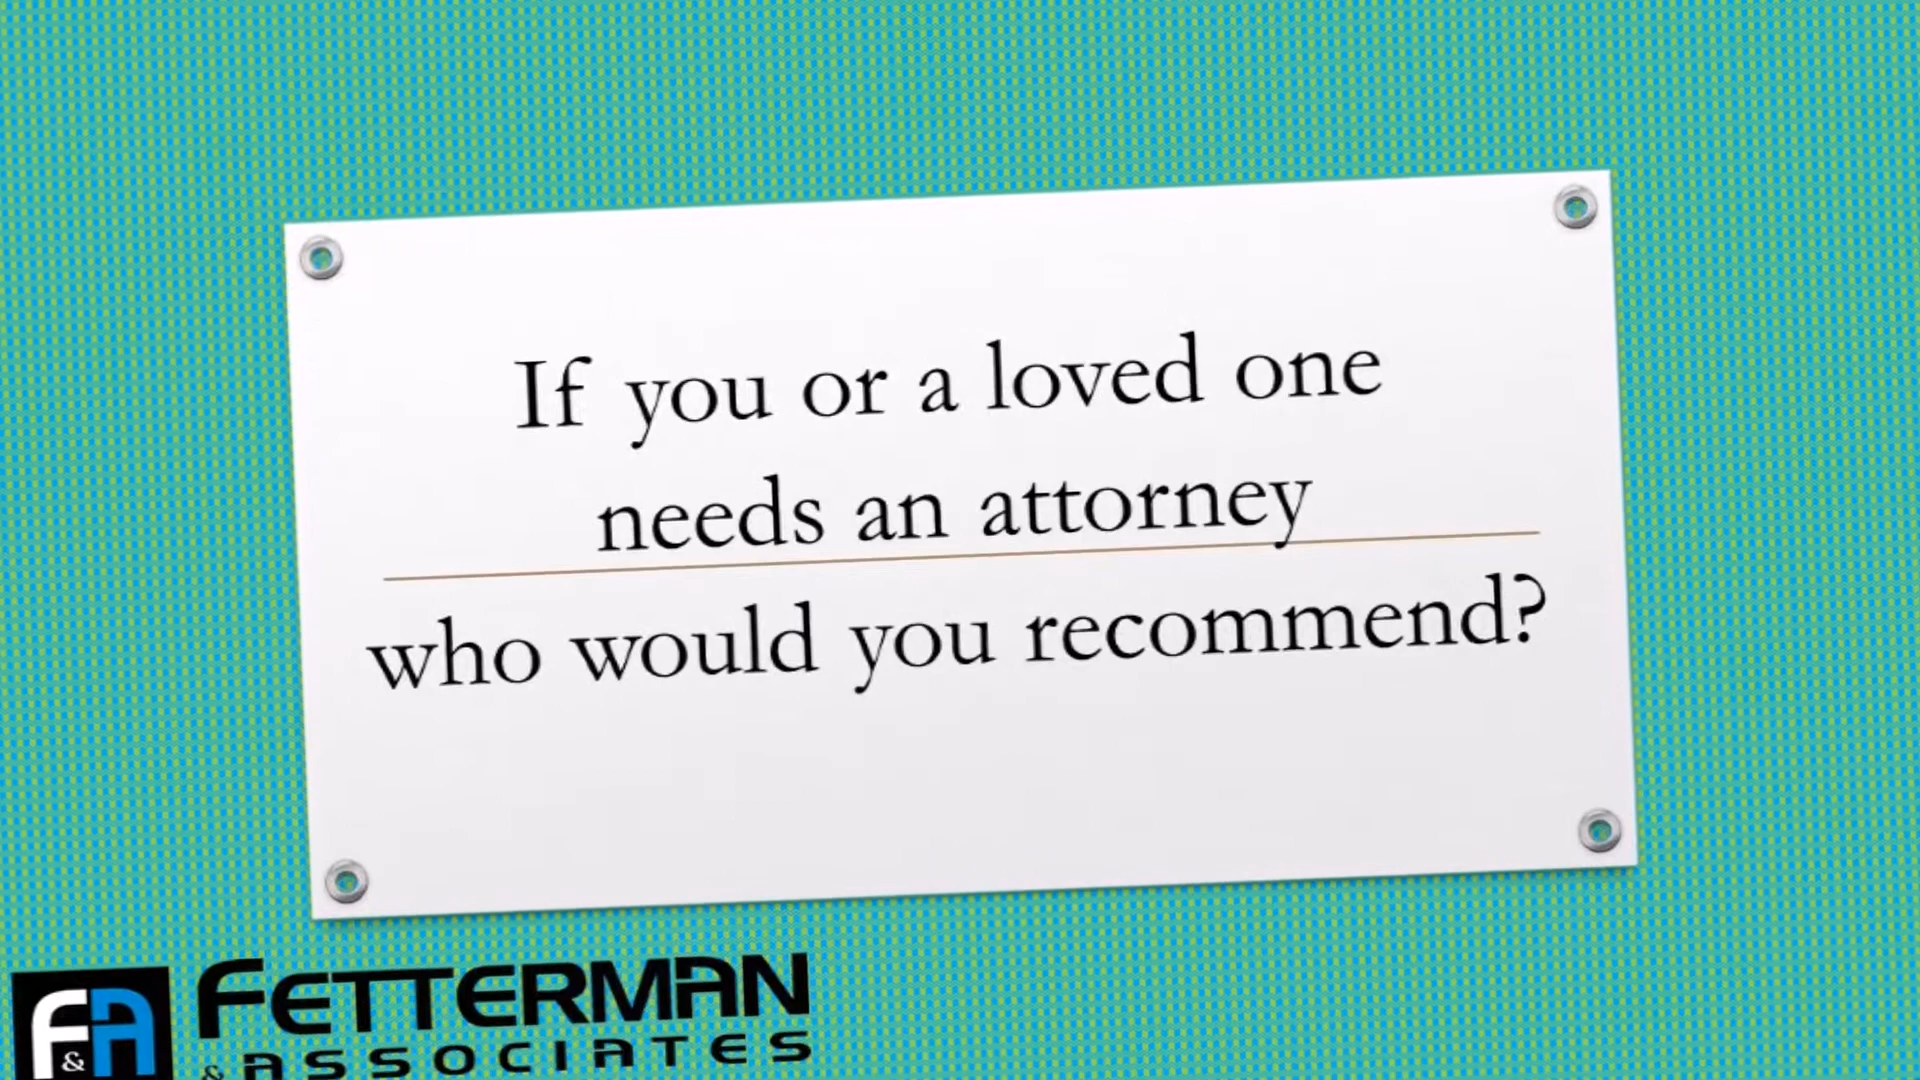 If you or a loved one
needs an attorney
who would you recommend?
F&A
FETTERMAN
& ASSOCIATES